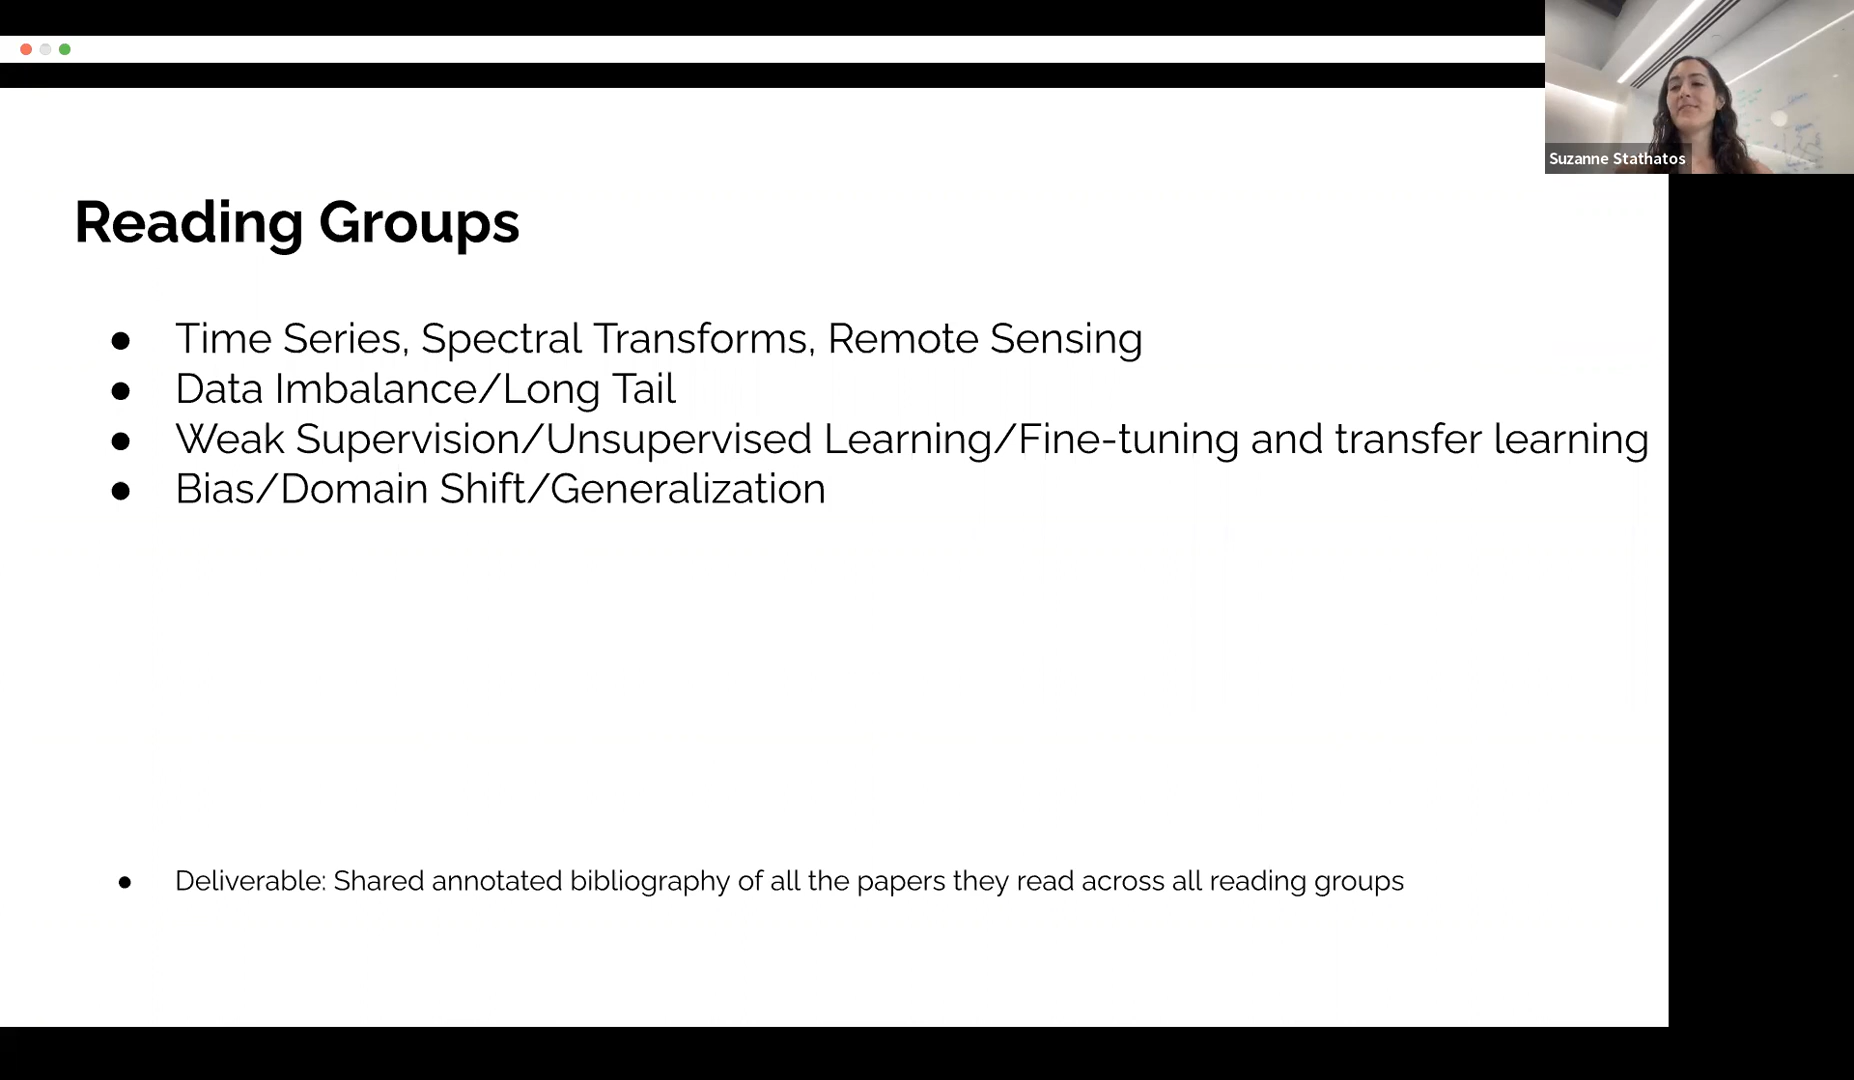 Suzanne Stathatos
Reading Groups
● Time Series, Spectral Transforms, Remote Sensing
● Data Imbalance/Long Tail
● Weak Supervision/Unsupervised Learning/Fine-tuning and transfer learning
● Bias/Domain Shift/Generalization
● Deliverable: Shared annotated bibliography of all the papers they read across all reading groups